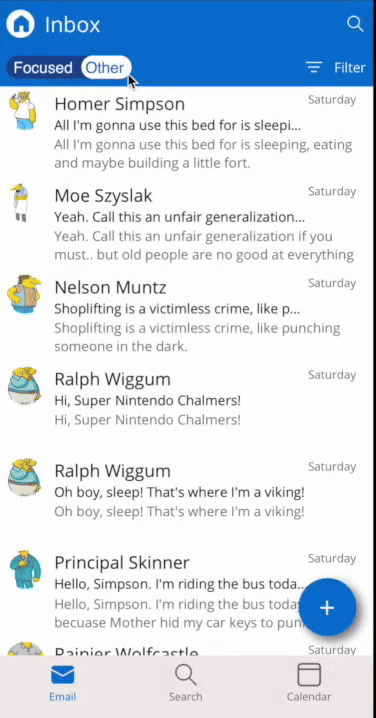 Inbox
Focused Other
Filter
Homer Simpson Saturday
All I'm gonna use this bed for is sleepi...
All I'm gonna use this bed for is sleeping, eating
and maybe building a little fort.
Moe Szyslak Saturday
Yeah. Call this an unfair generalization...
Yeah. Call this an unfair generalization if you
must.. but old people are no good at everything
Nelson Muntz Saturday
Shoplifting is a victimless crime, like p...
Shoplifting is a victimless crime, like punching
someone in the dark.
Ralph Wiggum Saturday
Hi, Super Nintendo Chalmers!
Hi, Super Nintendo Chalmers!
Ralph Wiggum Saturday
Oh boy, sleep! That's where I'm a viking!
Oh boy, sleep! That's where I'm a viking!
Principal Skinner Saturday
Hello, Simpson. I'm riding the bus toda...
Hello, Simpson. I'm riding the bus today
becuase Mother hid my car keys to pun
Rainier Wolfcastle Saturday
Email
Search
Calendar